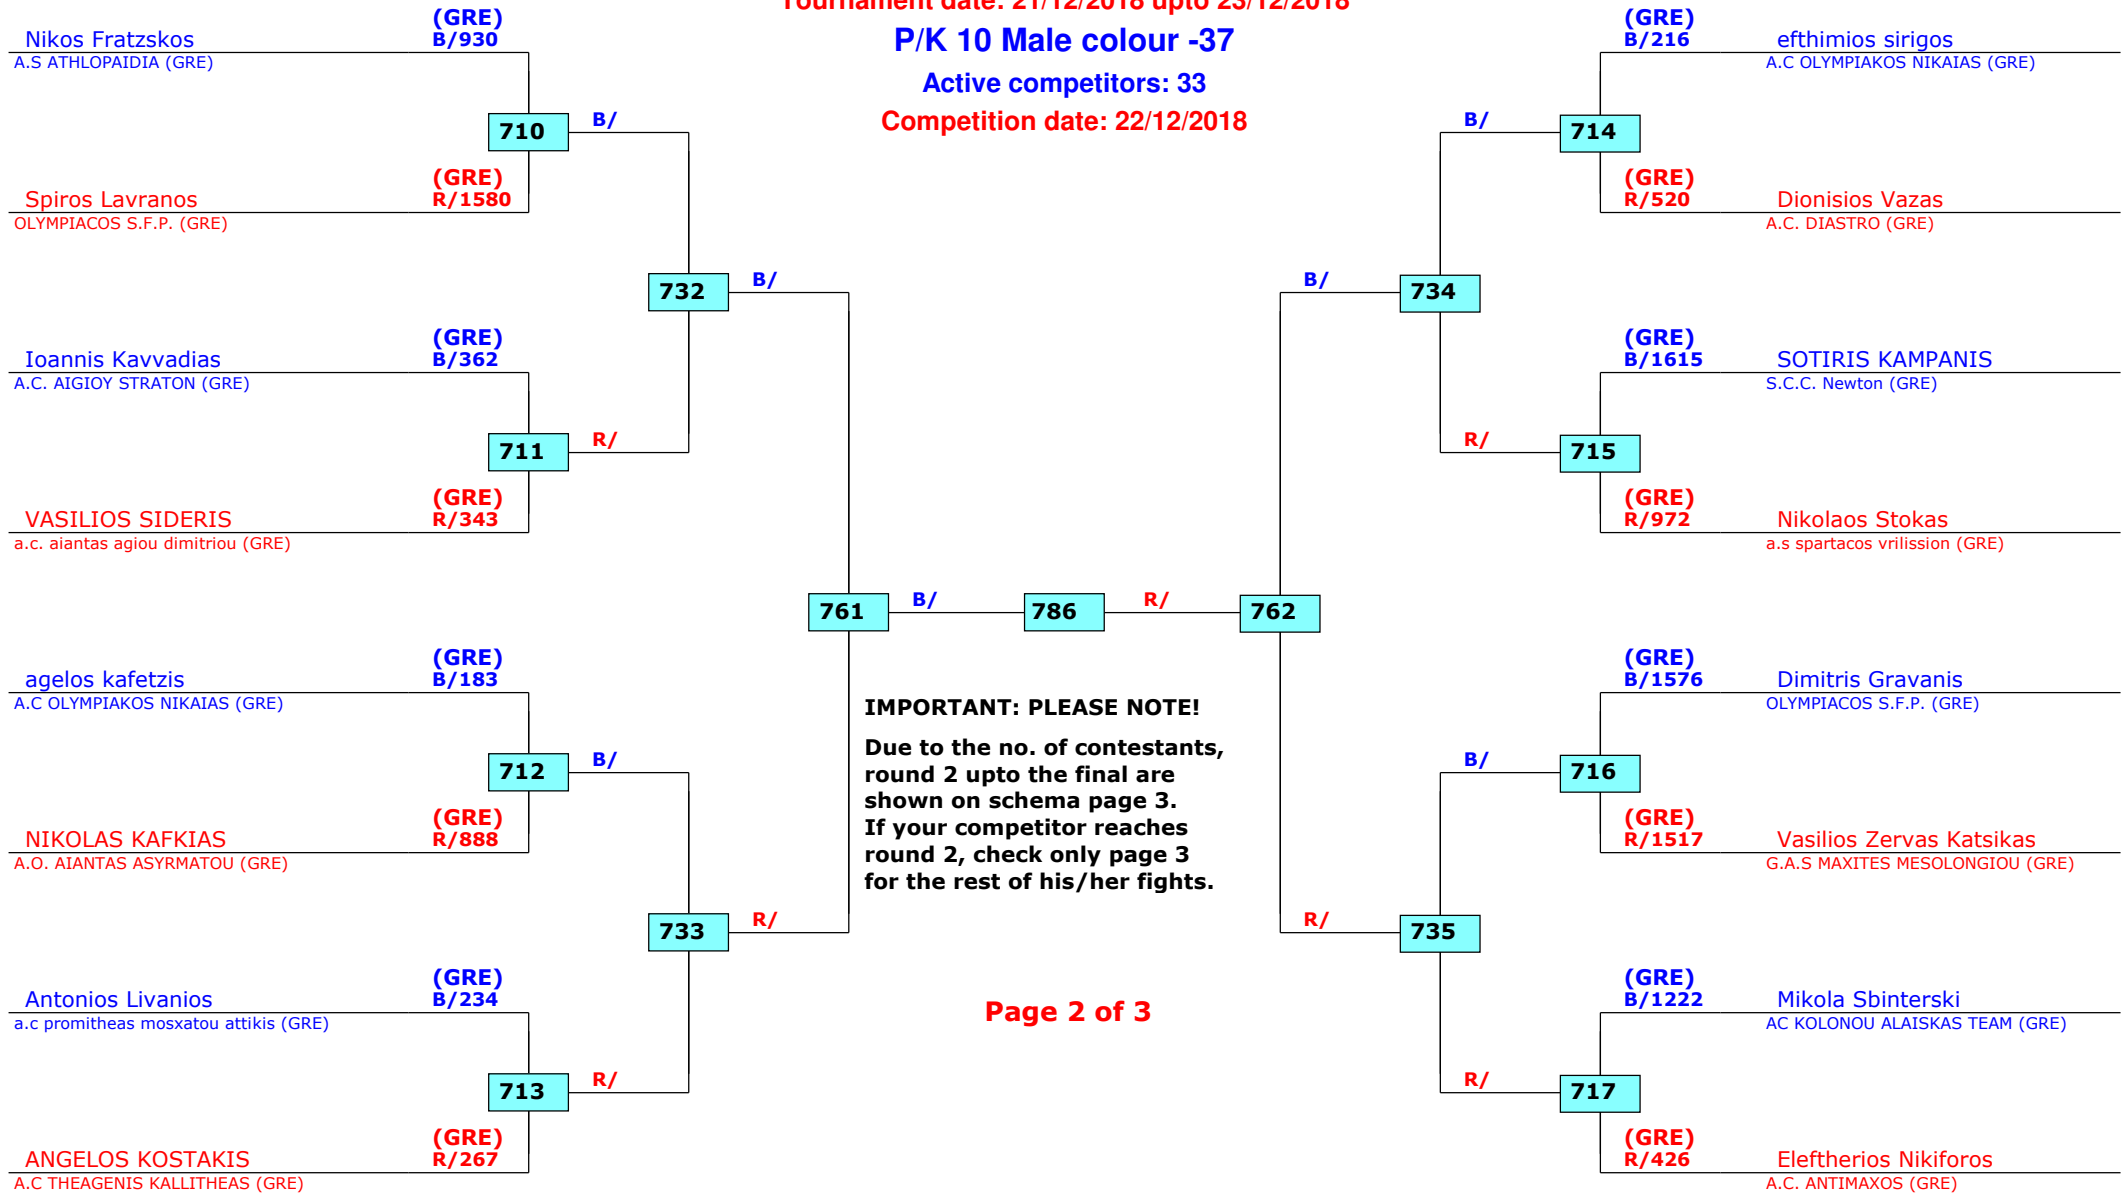 Tournament date: 21/12/2018 upto 23/12/2018
P/K 10 Male colour -37
Active competitors: 33
Competition date: 22/12/2018
(GRE)
Nikos Fratzskos B/930
A.S ATHLOPAIDIA (GRE)
710 B/
(GRE)
Spiros Lavranos R/1580
OLYMPIACOS S.F.P. (GRE)
732 B/
(GRE)
Ioannis Kavvadias B/362
A.C. AIGIOY STRATON (GRE)
711 R/
(GRE)
VASILIOS SIDERIS R/343
a.c. aiantas agiou dimitriou (GRE)
761 B/ 786 R/ 762
(GRE)
agelos kafetzis B/183
A.C OLYMPIAKOS NIKAIAS (GRE)
712 B/
(GRE)
NIKOLAS KAFKIAS R/888
A.O. AIANTAS ASYRMATOU (GRE)
733 R/
(GRE)
Antonios Livanios B/234
a.c promitheas mosxatou attikis (GRE)
713 R/
(GRE)
ANGELOS KOSTAKIS R/267
A.C THEAGENIS KALLITHEAS (GRE)
IMPORTANT: PLEASE NOTE!
Due to the no. of contestants,
round 2 upto the final are
shown on schema page 3.
If your competitor reaches
round 2, check only page 3
for the rest of his/her fights.
Page 2 of 3
(GRE)
B/216 efthimios sirigos
A.C OLYMPIAKOS NIKAIAS (GRE)
B/ 714
(GRE)
R/520 Dionisios Vazas
A.C. DIASTRO (GRE)
B/ 734
(GRE)
B/1615 SOTIRIS KAMPANIS
S.C.C. Newton (GRE)
R/ 715
(GRE)
R/972 Nikolaos Stokas
a.s spartacos vrilission (GRE)
(GRE)
B/1576 Dimitris Gravanis
OLYMPIACOS S.F.P. (GRE)
B/ 716
(GRE)
R/1517 Vasilios Zervas Katsikas
G.A.S MAXITES MESOLONGIOU (GRE)
R/ 735
(GRE)
B/1222 Mikola Sbinterski
AC KOLONOU ALAISKAS TEAM (GRE)
R/ 717
(GRE)
R/426 Eleftherios Nikiforos
A.C. ANTIMAXOS (GRE)